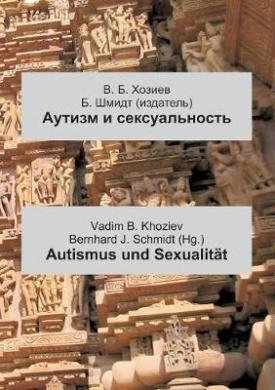 В. Б. Хозиев
Б. Шмидт (издатель)
Аутизм и сексуальность
Vadim B. Khoziev
Bernhard J. Schmidt (Hg.)
Autismus und Sexualität